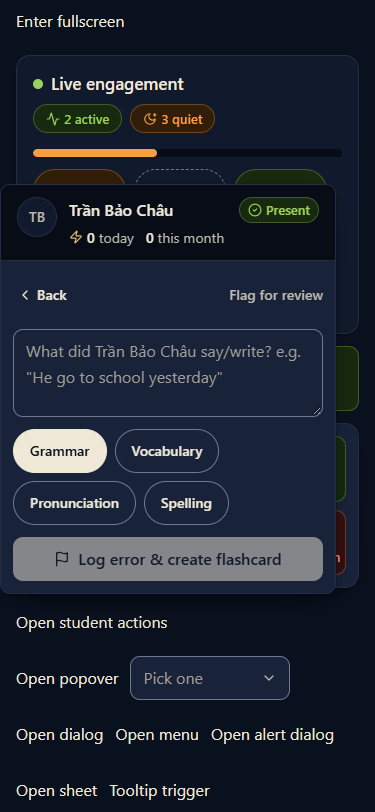 Enter fullscreen
Live engagement
2 active
3 quiet
TB
Trần Bảo Châu
Present
0 today 0 this month
Back
Flag for review
What did Trần Bảo Châu say/write? e.g.
"He go to school yesterday"
Grammar
Vocabulary
Pronunciation
Spelling
Log error & create flashcard
Open student actions
Open popover
Pick one
Open dialog Open menu Open alert dialog
Open sheet Tooltip trigger